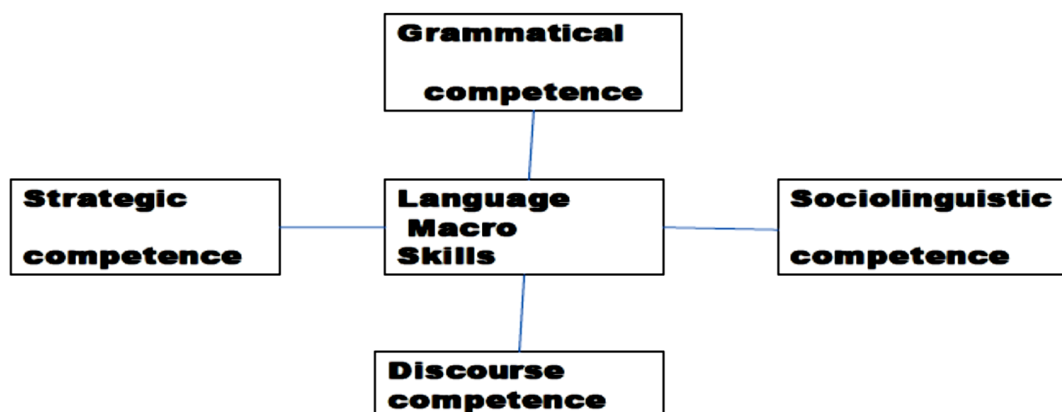 Grammatical
competence
Strategic
competence
Language
Macro
Skills
Sociolinguistic
competence
Discourse
competence